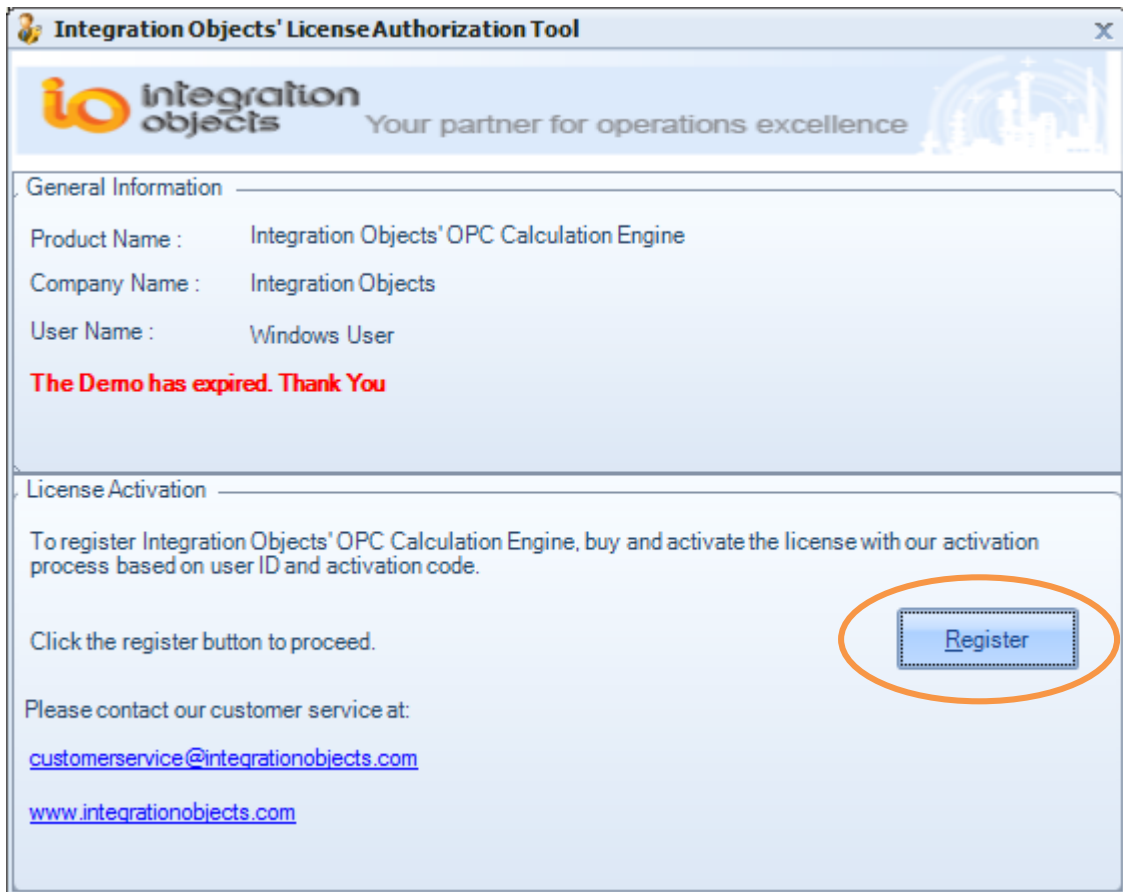 Integration Objects' License Authorization Tool
x
io integration objects
Your partner for operations excellence
General Information
Product Name : Integration Objects' OPC Calculation Engine
Company Name : Integration Objects
User Name : Windows User
The Demo has expired. Thank You
License Activation
To register Integration Objects' OPC Calculation Engine, buy and activate the license with our activation
process based on user ID and activation code.
Click the register button to proceed.
Register
Please contact our customer service at:
customerservice@integrationobjects.com
www.integrationobjects.com